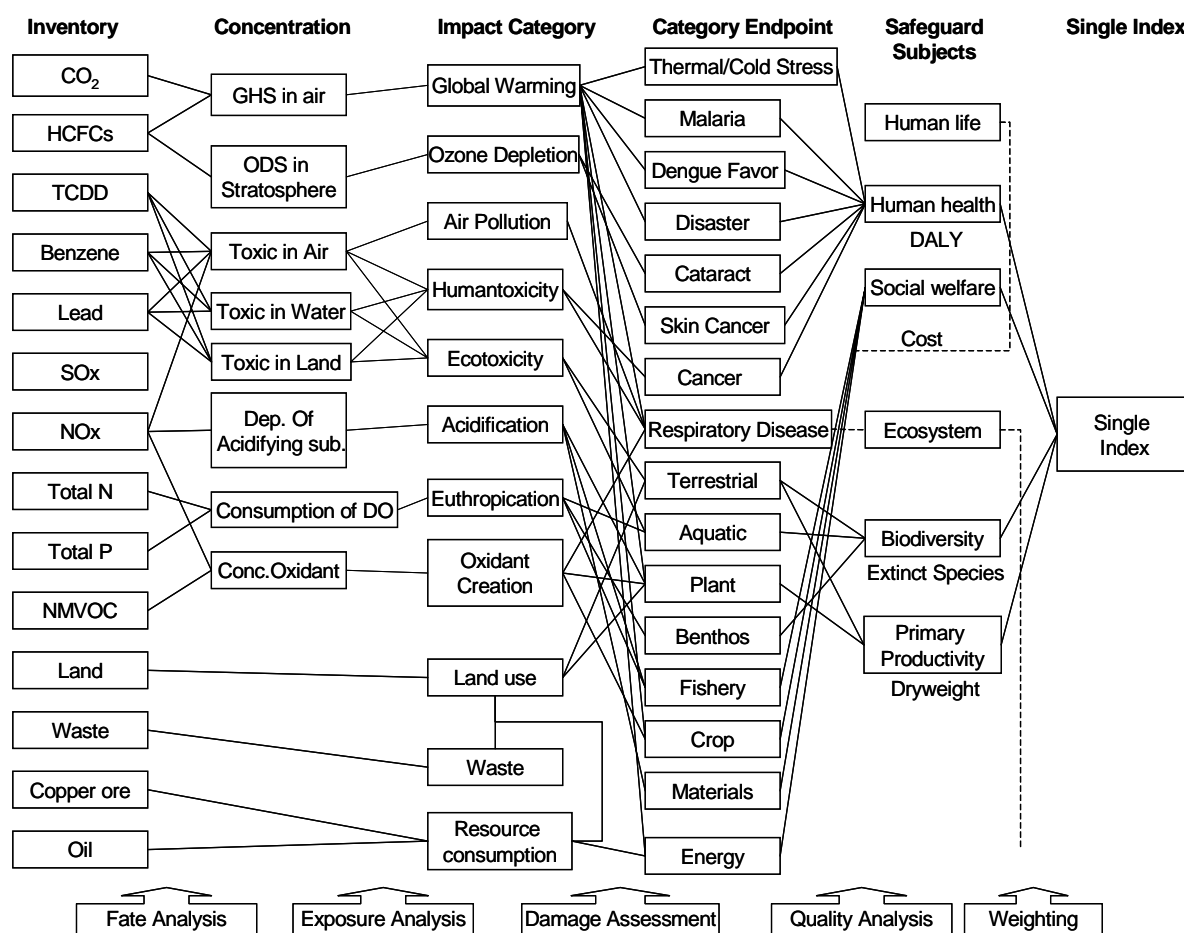 Inventory
Concentration
Impact Category
Category Endpoint
Safeguard
Subjects
Single Index
CO2
HCFCs
TCDD
Benzene
Lead
SOx
NOx
Total N
Total P
NMVOC
Land
Waste
Copper ore
Oil
GHS in air
ODS in
Stratosphere
Toxic in Air
Toxic in Water
Toxic in Land
Dep. Of
Acidifying sub.
Consumption of DO
Conc.Oxidant
Global Warming
Ozone Depletion
Air Pollution
Humantoxicity
Ecotoxicity
Acidification
Euthropication
Oxidant
Creation
Land use
Waste
Resource
consumption
Thermal/Cold Stress
Malaria
Dengue Favor
Disaster
Cataract
Skin Cancer
Cancer
Respiratory Disease
Terrestrial
Aquatic
Plant
Benthos
Fishery
Crop
Materials
Energy
Human life
Human health
DALY
Social welfare
Cost
Ecosystem
Biodiversity
Extinct Species
Primary
Productivity
Dryweight
Single
Index
Fate Analysis
Exposure Analysis
Damage Assessment
Quality Analysis
Weighting